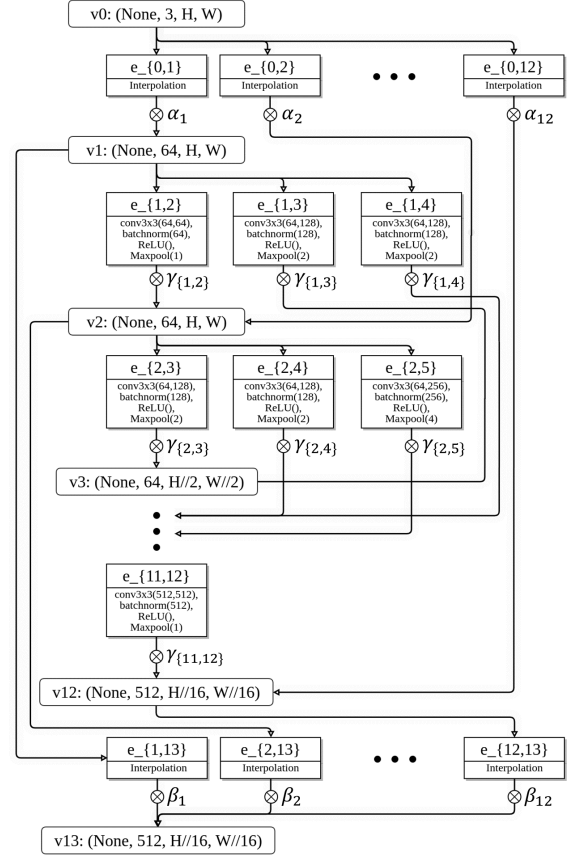 v0: (None, 3, H, W)
e_{0,1}
Interpolation
e_{0,2}
Interpolation
e_{0,12}
Interpolation
α₁
α₂
α₁₂
v1: (None, 64, H, W)
e_{1,2}
conv3x3(64,64),
batchnorm(64),
ReLU(),
Maxpool(1)
e_{1,3}
conv3x3(64,128),
batchnorm(128),
ReLU(),
Maxpool(2)
e_{1,4}
conv3x3(64,128),
batchnorm(128),
ReLU(),
Maxpool(2)
γ_{1,2}
γ_{1,3}
γ_{1,4}
v2: (None, 64, H, W)
e_{2,3}
conv3x3(64,128),
batchnorm(128),
ReLU(),
Maxpool(2)
e_{2,4}
conv3x3(64,128),
batchnorm(128),
ReLU(),
Maxpool(2)
e_{2,5}
conv3x3(64,256),
batchnorm(256),
ReLU(),
Maxpool(4)
γ_{2,3}
γ_{2,4}
γ_{2,5}
v3: (None, 64, H//2, W//2)
e_{11,12}
conv3x3(512,512),
batchnorm(512),
ReLU(),
Maxpool(1)
γ_{11,12}
v12: (None, 512, H//16, W//16)
e_{1,13}
Interpolation
e_{2,13}
Interpolation
e_{12,13}
Interpolation
β₁
β₂
β₁₂
v13: (None, 512, H//16, W//16)